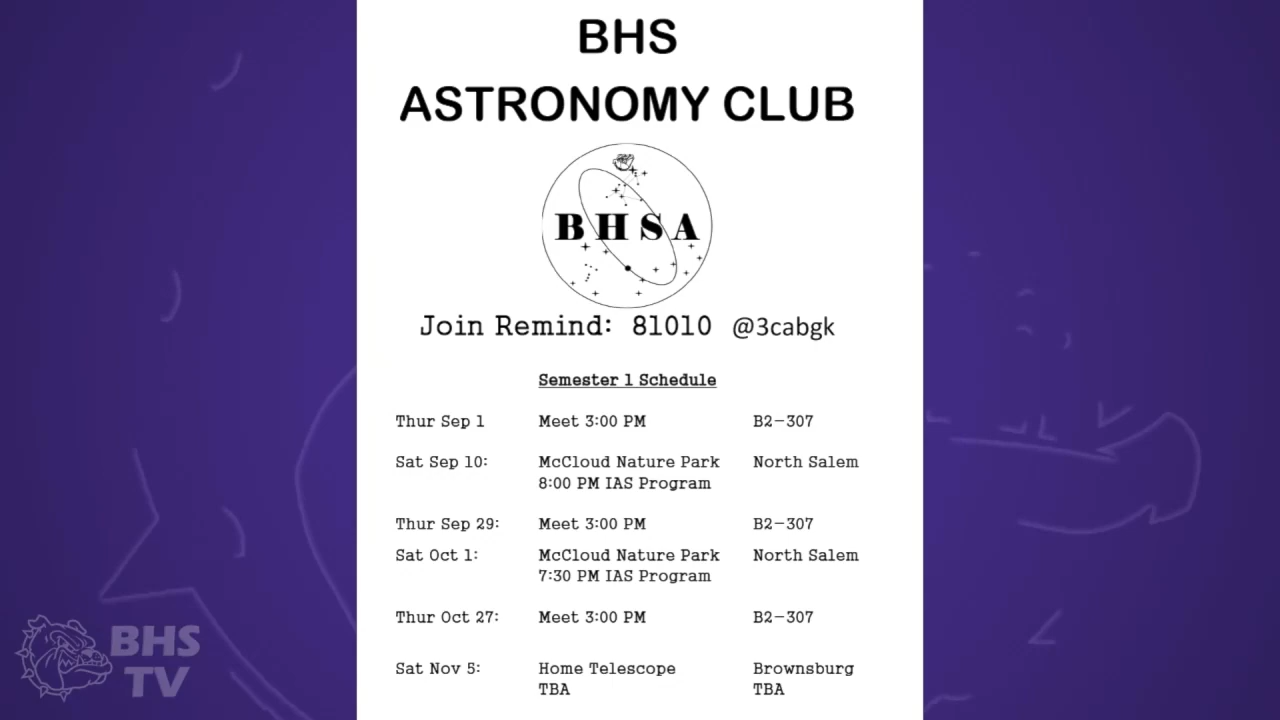 BHS
ASTRONOMY CLUB
BHSA
Join Remind: 81010 @3cabgk
Semester 1 Schedule
Thur Sep 1 Meet 3:00 PM B2-307
Sat Sep 10: McCloud Nature Park North Salem
8:00 PM IAS Program
Thur Sep 29: Meet 3:00 PM B2-307
Sat Oct 1: McCloud Nature Park North Salem
7:30 PM IAS Program
Thur Oct 27: Meet 3:00 PM B2-307
Sat Nov 5: Home Telescope Brownsburg
TBA TBA
BHS
TV